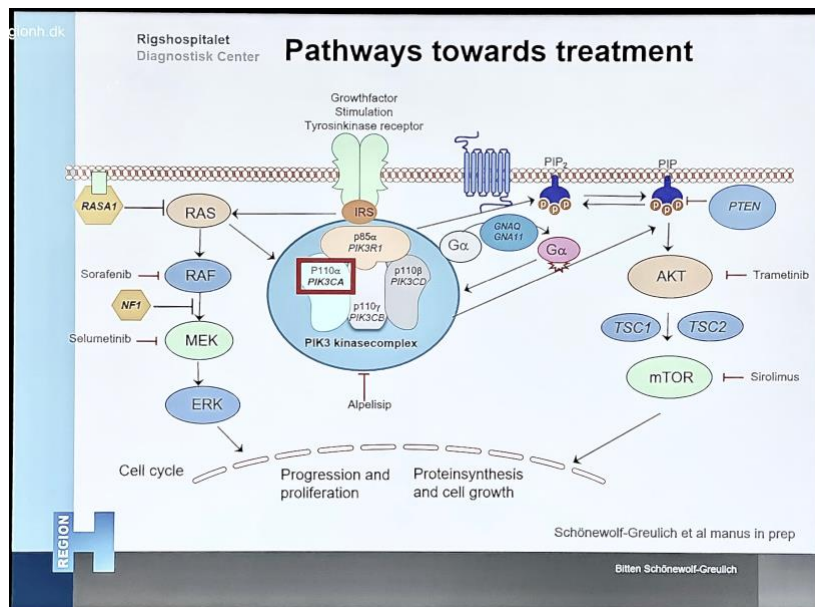 gionh.dk
Rigshospitalet
Diagnostisk Center
Pathways towards treatment
Growthfactor
Stimulation
Tyrosinkinase receptor
PIP2
PIP
P P P
P P P
RASA1
RAS
IRS
GNAQ
GNA11
PTEN
p85α
PIK3R1
Gα
Gα
Sorafenib
RAF
P110α
PIK3CA
p110β
PIK3CD
AKT
Trametinib
NF1
p110γ
PIK3CB
TSC1
TSC2
Selumetinib
MEK
PIK3 kinasecomplex
mTOR
Sirolimus
ERK
Alpelisip
Cell cycle
Progression and
proliferation
Proteinsynthesis
and cell growth
Schönewolf-Greulich et al manus in prep
REGION
Bitten Schönewolf-Greulich